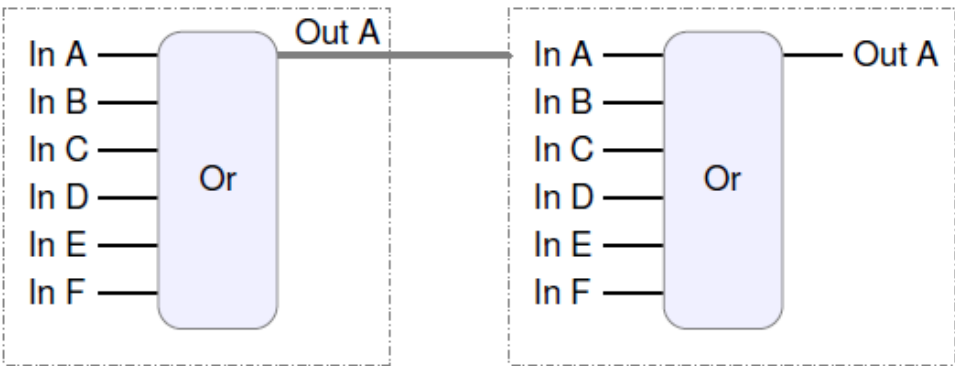 Out A
In A
In B
In C
Or
In D
In E
In F
In A
Out A
In B
In C
Or
In D
In E
In F